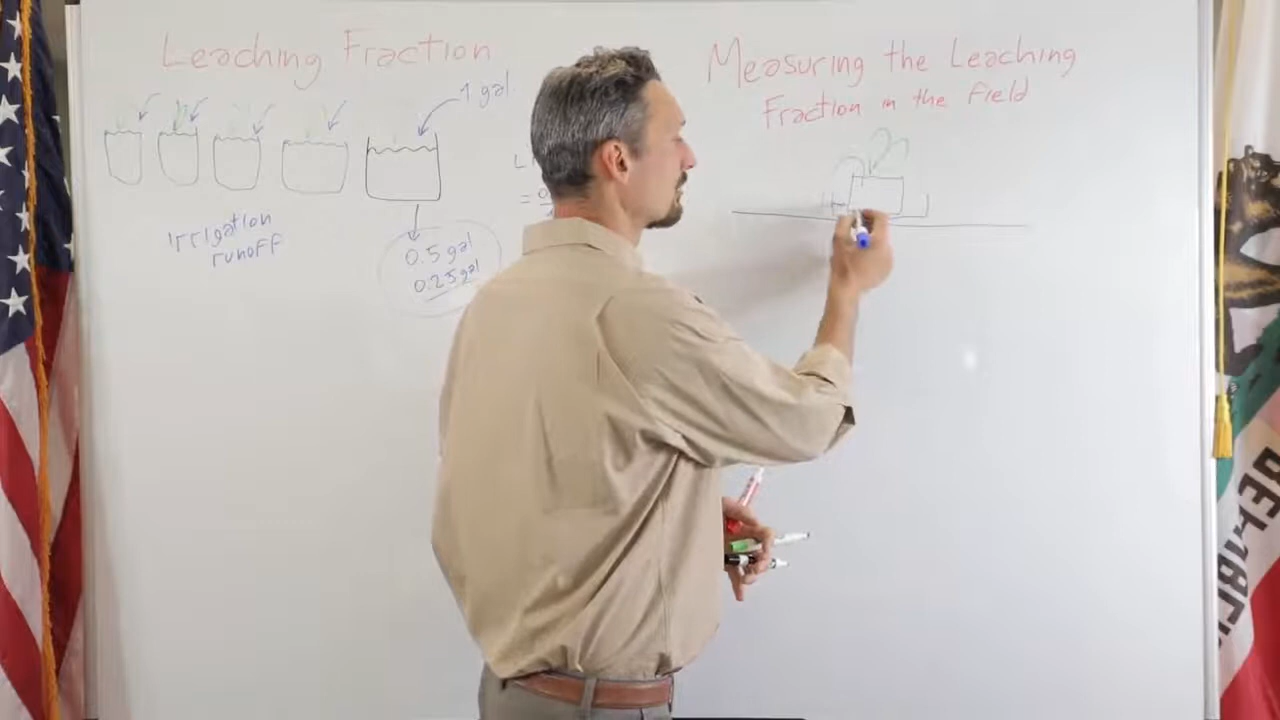 Leaching Fraction
1 gal.
Irrigation
runoff
0.5 gal
0.25 gal
L
= 0
Measuring the Leaching
Fraction in the Field